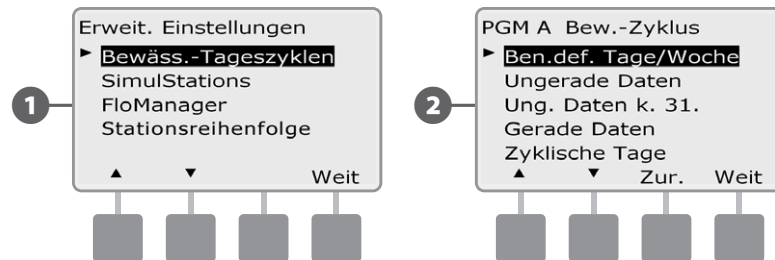 1
Erweit. Einstellungen
► Bewäss.-Tageszyklen
SimulStations
FloManager
Stationsreihenfolge
▲ ▼ Weit
2
PGM A Bew.-Zyklus
► Ben.def. Tage/Woche
Ungerade Daten
Ung. Daten k. 31.
Gerade Daten
Zyklische Tage
▲ ▼ Zur. Weit